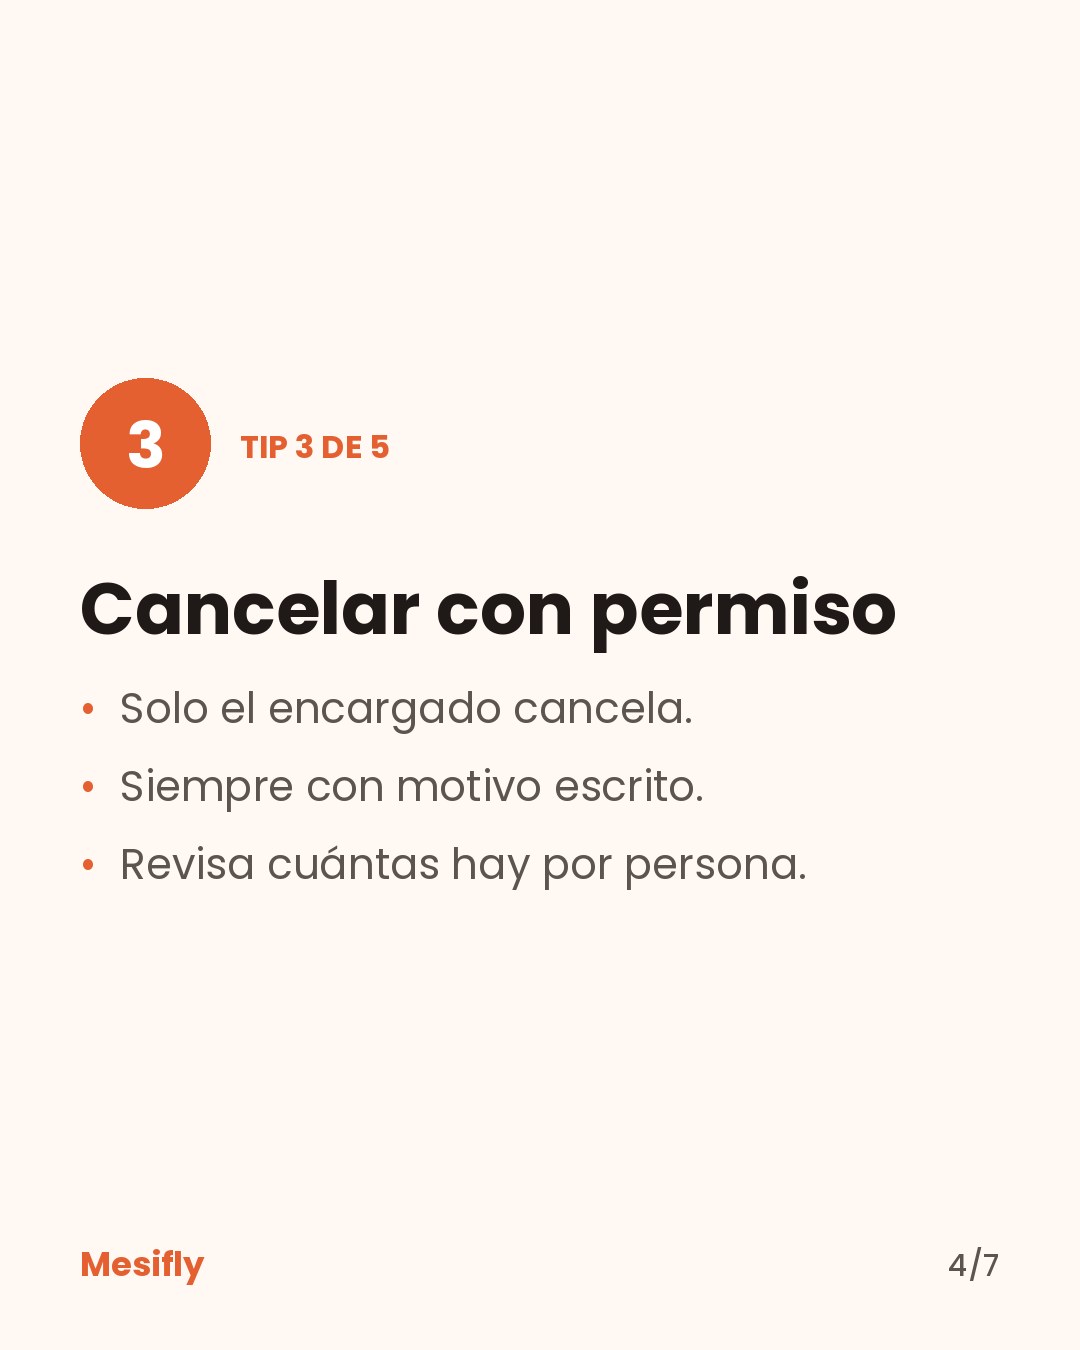 3
TIP 3 DE 5
Cancelar con permiso
• Solo el encargado cancela.
• Siempre con motivo escrito.
• Revisa cuántas hay por persona.
Mesifly
4/7